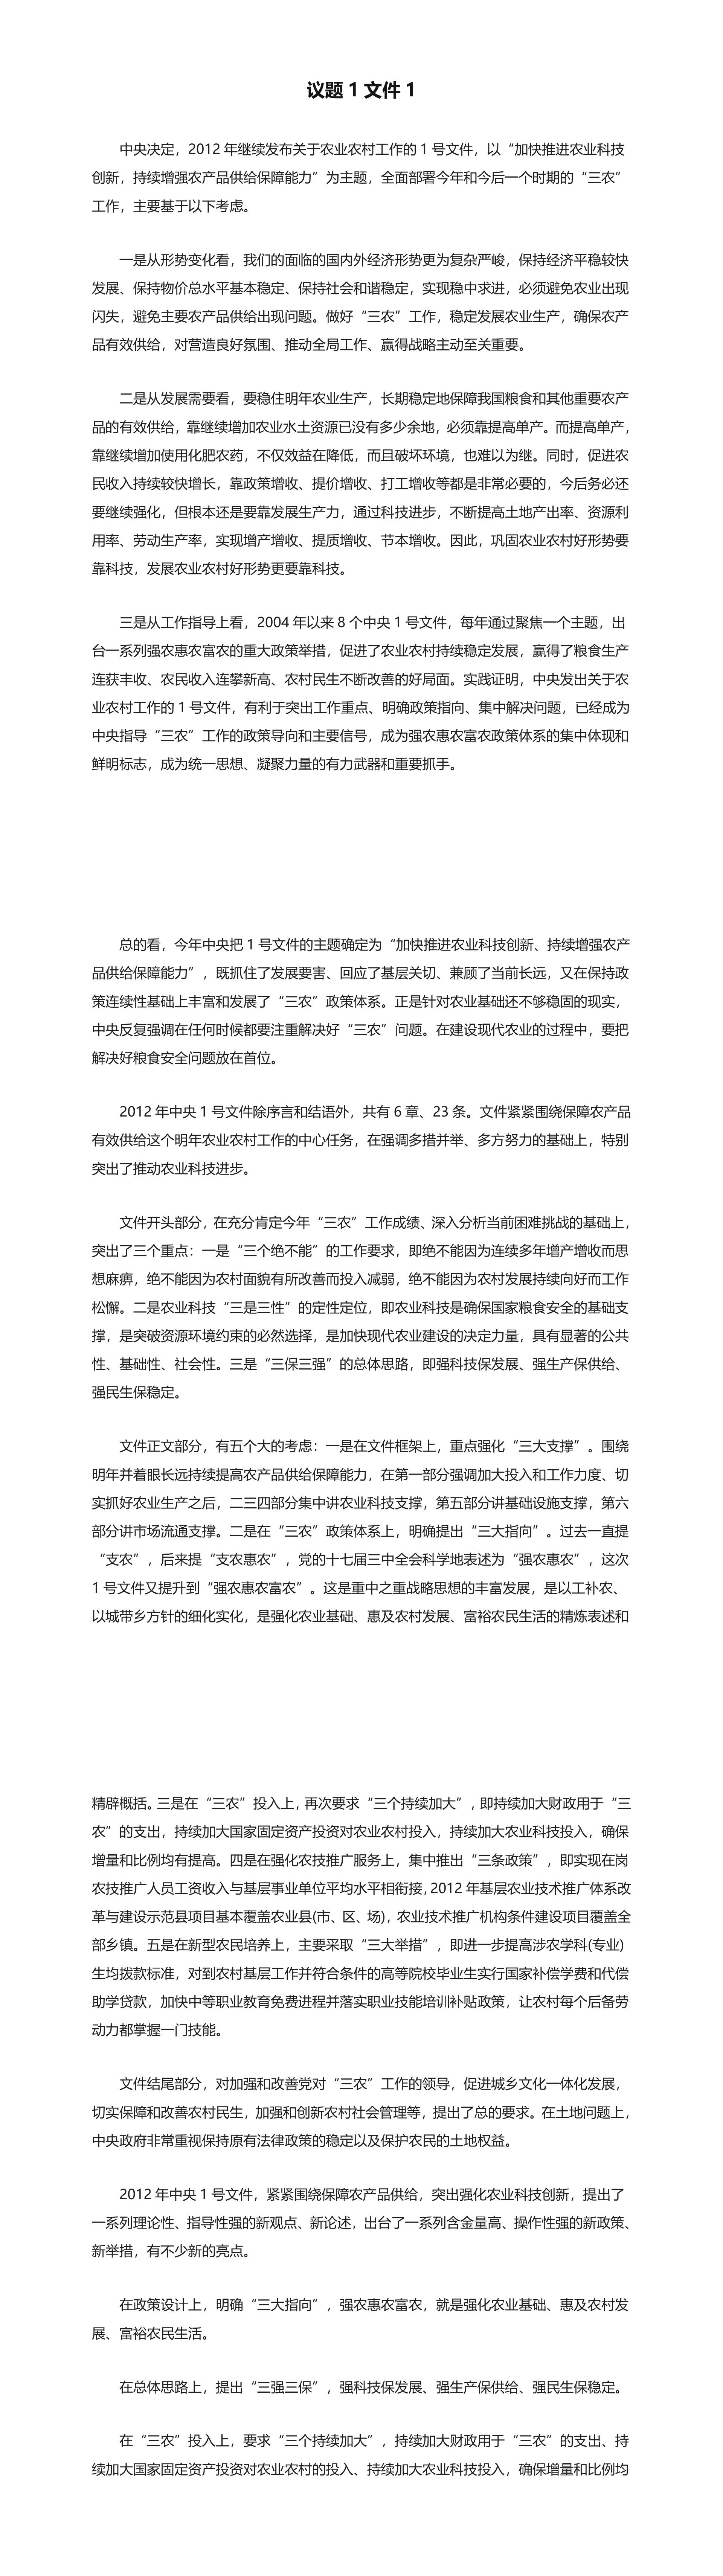 议题 1 文件 1
中央决定，2012 年继续发布关于农业农村工作的 1 号文件，以“加快推进农业科技
创新，持续增强农产品供给保障能力”为主题，全面部署今年和今后一个时期的“三农”
工作，主要基于以下考虑。
一是从形势变化看，我们的面临的国内外经济形势更为复杂严峻，保持经济平稳较快
发展、保持物价总水平基本稳定、保持社会和谐稳定，实现稳中求进，必须避免农业出现
闪失，避免主要农产品供给出现问题。做好“三农”工作，稳定发展农业生产，确保农产
品有效供给，对营造良好氛围、推动全局工作、赢得战略主动至关重要。
二是从发展需要看，要稳住明年农业生产，长期稳定地保障我国粮食和其他重要农产
品的有效供给，靠继续增加农业水土资源已没有多少余地，必须靠提高单产。而提高单产，
靠继续增加使用化肥农药，不仅效益在降低，而且破坏环境，也难以为继。同时，促进农
民收入持续较快增长，靠政策增收、提价增收、打工增收等都是非常必要的，今后务必还
要继续强化，但根本还是要靠发展生产力，通过科技进步，不断提高土地产出率、资源利
用率、劳动生产率，实现增产增收、提质增收、节本增收。因此，巩固农业农村好形势要
靠科技，发展农业农村好形势更要靠科技。
三是从工作指导上看，2004 年以来 8 个中央 1 号文件，每年通过聚焦一个主题，出
台一系列强农惠农富农的重大政策举措，促进了农业农村持续稳定发展，赢得了粮食生产
连获丰收、农民收入连攀新高、农村民生不断改善的好局面。实践证明，中央发出关于农
业农村工作的 1 号文件，有利于突出工作重点、明确政策指向、集中解决问题，已经成为
中央指导“三农”工作的政策导向和主要信号，成为强农惠农富农政策体系的集中体现和
鲜明标志，成为统一思想、凝聚力量的有力武器和重要抓手。
总的看，今年中央把 1 号文件的主题确定为“加快推进农业科技创新、持续增强农产
品供给保障能力”，既抓住了发展要害、回应了基层关切、兼顾了当前长远，又在保持政
策连续性基础上丰富和发展了“三农”政策体系。正是针对农业基础还不够稳固的现实，
中央反复强调在任何时候都要注重解决好“三农”问题。在建设现代农业的过程中，要把
解决好粮食安全问题放在首位。
2012 年中央 1 号文件除序言和结语外，共有 6 章、23 条。文件紧紧围绕保障农产品
有效供给这个明年农业农村工作的中心任务，在强调多措并举、多方努力的基础上，特别
突出了推动农业科技进步。
文件开头部分，在充分肯定今年“三农”工作成绩、深入分析当前困难挑战的基础上，
突出了三个重点：一是“三个绝不能”的工作要求，即绝不能因为连续多年增产增收而思
想麻痹，绝不能因为农村面貌有所改善而投入减弱，绝不能因为农村发展持续向好而工作
松懈。二是农业科技“三是三性”的定性定位，即农业科技是确保国家粮食安全的基础支
撑，是突破资源环境约束的必然选择，是加快现代农业建设的决定力量，具有显著的公共
性、基础性、社会性。三是“三保三强”的总体思路，即强科技保发展、强生产保供给、
强民生保稳定。
文件正文部分，有五个大的考虑：一是在文件框架上，重点强化“三大支撑”。围绕
明年并着眼长远持续提高农产品供给保障能力，在第一部分强调加大投入和工作力度、切
实抓好农业生产之后，二三四部分集中讲农业科技支撑，第五部分讲基础设施支撑，第六
部分讲市场流通支撑。二是在“三农”政策体系上，明确提出“三大指向”。过去一直提
“支农”，后来提“支农惠农”，党的十七届三中全会科学地表述为“强农惠农”，这次
1 号文件又提升到“强农惠农富农”。这是重中之重战略思想的丰富发展，是以工补农、
以城带乡方针的细化实化，是强化农业基础、惠及农村发展、富裕农民生活的精炼表述和
精辟概括。三是在“三农”投入上，再次要求“三个持续加大”，即持续加大财政用于“三
农”的支出，持续加大国家固定资产投资对农业农村投入，持续加大农业科技投入，确保
增量和比例均有提高。四是在强化农技推广服务上，集中推出“三条政策”，即实现在岗
农技推广人员工资收入与基层事业单位平均水平相衔接，2012 年基层农业技术推广体系改
革与建设示范县项目基本覆盖农业县(市、区、场)，农业技术推广机构条件建设项目覆盖全
部乡镇。五是在新型农民培养上，主要采取“三大举措”，即进一步提高涉农学科(专业)
生均拨款标准，对到农村基层工作并符合条件的高等院校毕业生实行国家补偿学费和代偿
助学贷款，加快中等职业教育免费进程并落实职业技能培训补贴政策，让农村每个后备劳
动力都掌握一门技能。
文件结尾部分，对加强和改善党对“三农”工作的领导，促进城乡文化一体化发展，
切实保障和改善农村民生，加强和创新农村社会管理等，提出了总的要求。在土地问题上，
中央政府非常重视保持原有法律政策的稳定以及保护农民的土地权益。
2012 年中央 1 号文件，紧紧围绕保障农产品供给，突出强化农业科技创新，提出了
一系列理论性、指导性强的新观点、新论述，出台了一系列含金量高、操作性强的新政策、
新举措，有不少新的亮点。
在政策设计上，明确“三大指向”，强农惠农富农，就是强化农业基础、惠及农村发
展、富裕农民生活。
在总体思路上，提出“三强三保”，强科技保发展、强生产保供给、强民生保稳定。
在“三农”投入上，要求“三个持续加大”，持续加大财政用于“三农”的支出、持
续加大国家固定资产投资对农业农村的投入、持续加大农业科技投入，确保增量和比例均